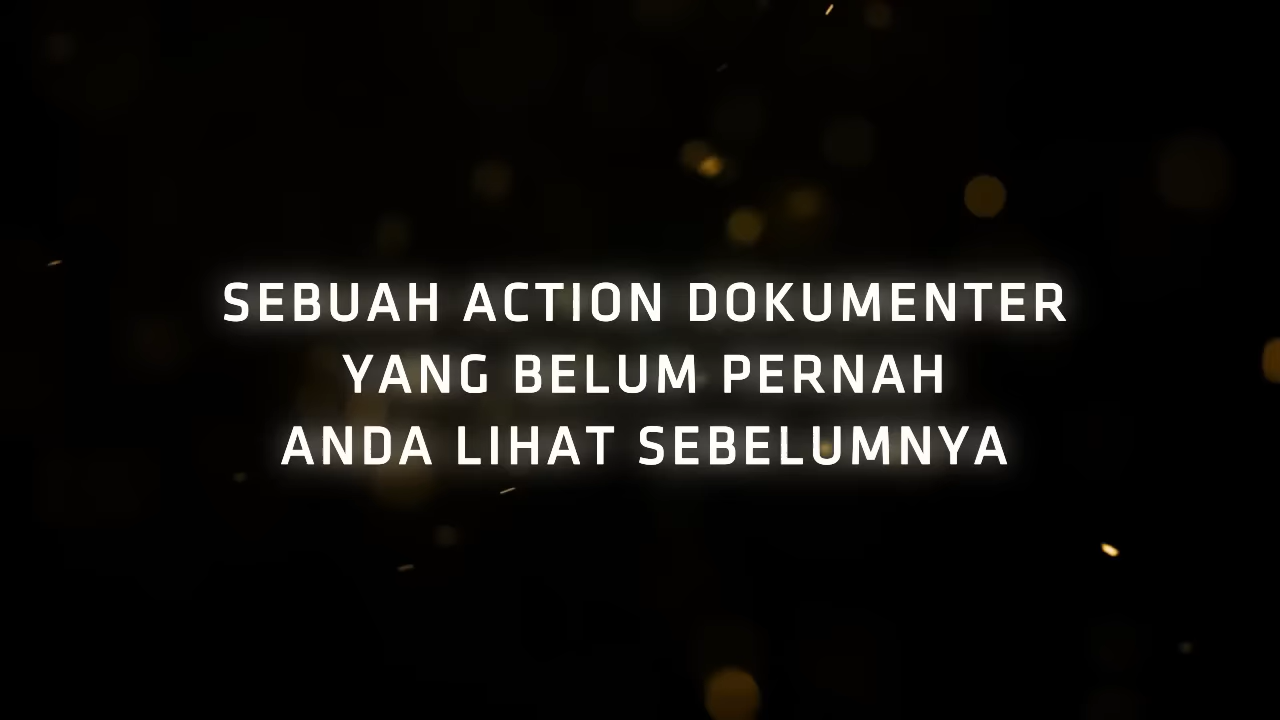 SEBUAH ACTION DOKUMENTER
YANG BELUM PERNAH
ANDA LIHAT SEBELUMNYA